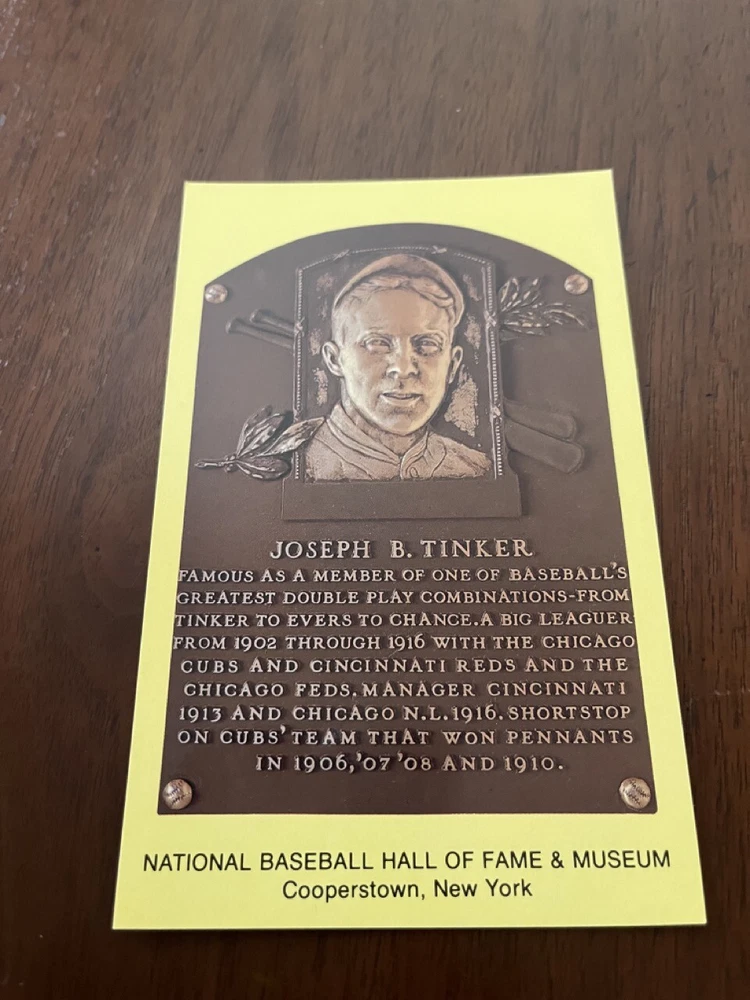 JOSEPH B. TINKER
FAMOUS AS A MEMBER OF ONE OF BASEBALL'S
GREATEST DOUBLE PLAY COMBINATIONS-FROM
TINKER TO EVERS TO CHANCE. A BIG LEAGUER
FROM 1902 THROUGH 1916 WITH THE CHICAGO
CUBS AND CINCINNATI REDS AND THE
CHICAGO FEDS. MANAGER CINCINNATI
1913 AND CHICAGO N.L. 1916. SHORTSTOP
ON CUBS' TEAM THAT WON PENNANTS
IN 1906, '07 '08 AND 1910.
NATIONAL BASEBALL HALL OF FAME & MUSEUM
Cooperstown, New York